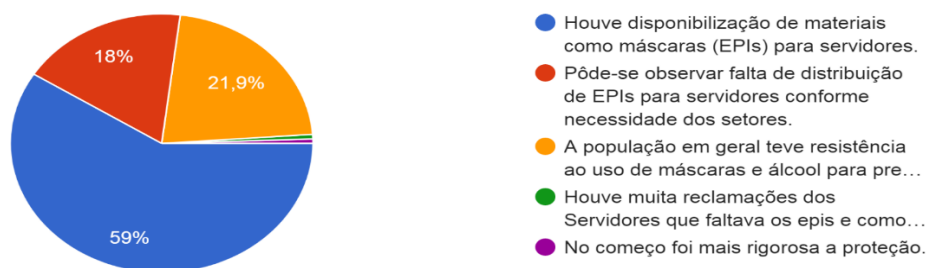 18%
21,9%
59%
Houve disponibilização de materiais
como máscaras (EPIs) para servidores.
Pôde-se observar falta de distribuição
de EPIs para servidores conforme
necessidade dos setores.
A população em geral teve resistência
ao uso de máscaras e álcool para pre…
Houve muita reclamações dos
Servidores que faltava os epis e como…
No começo foi mais rigorosa a proteção.